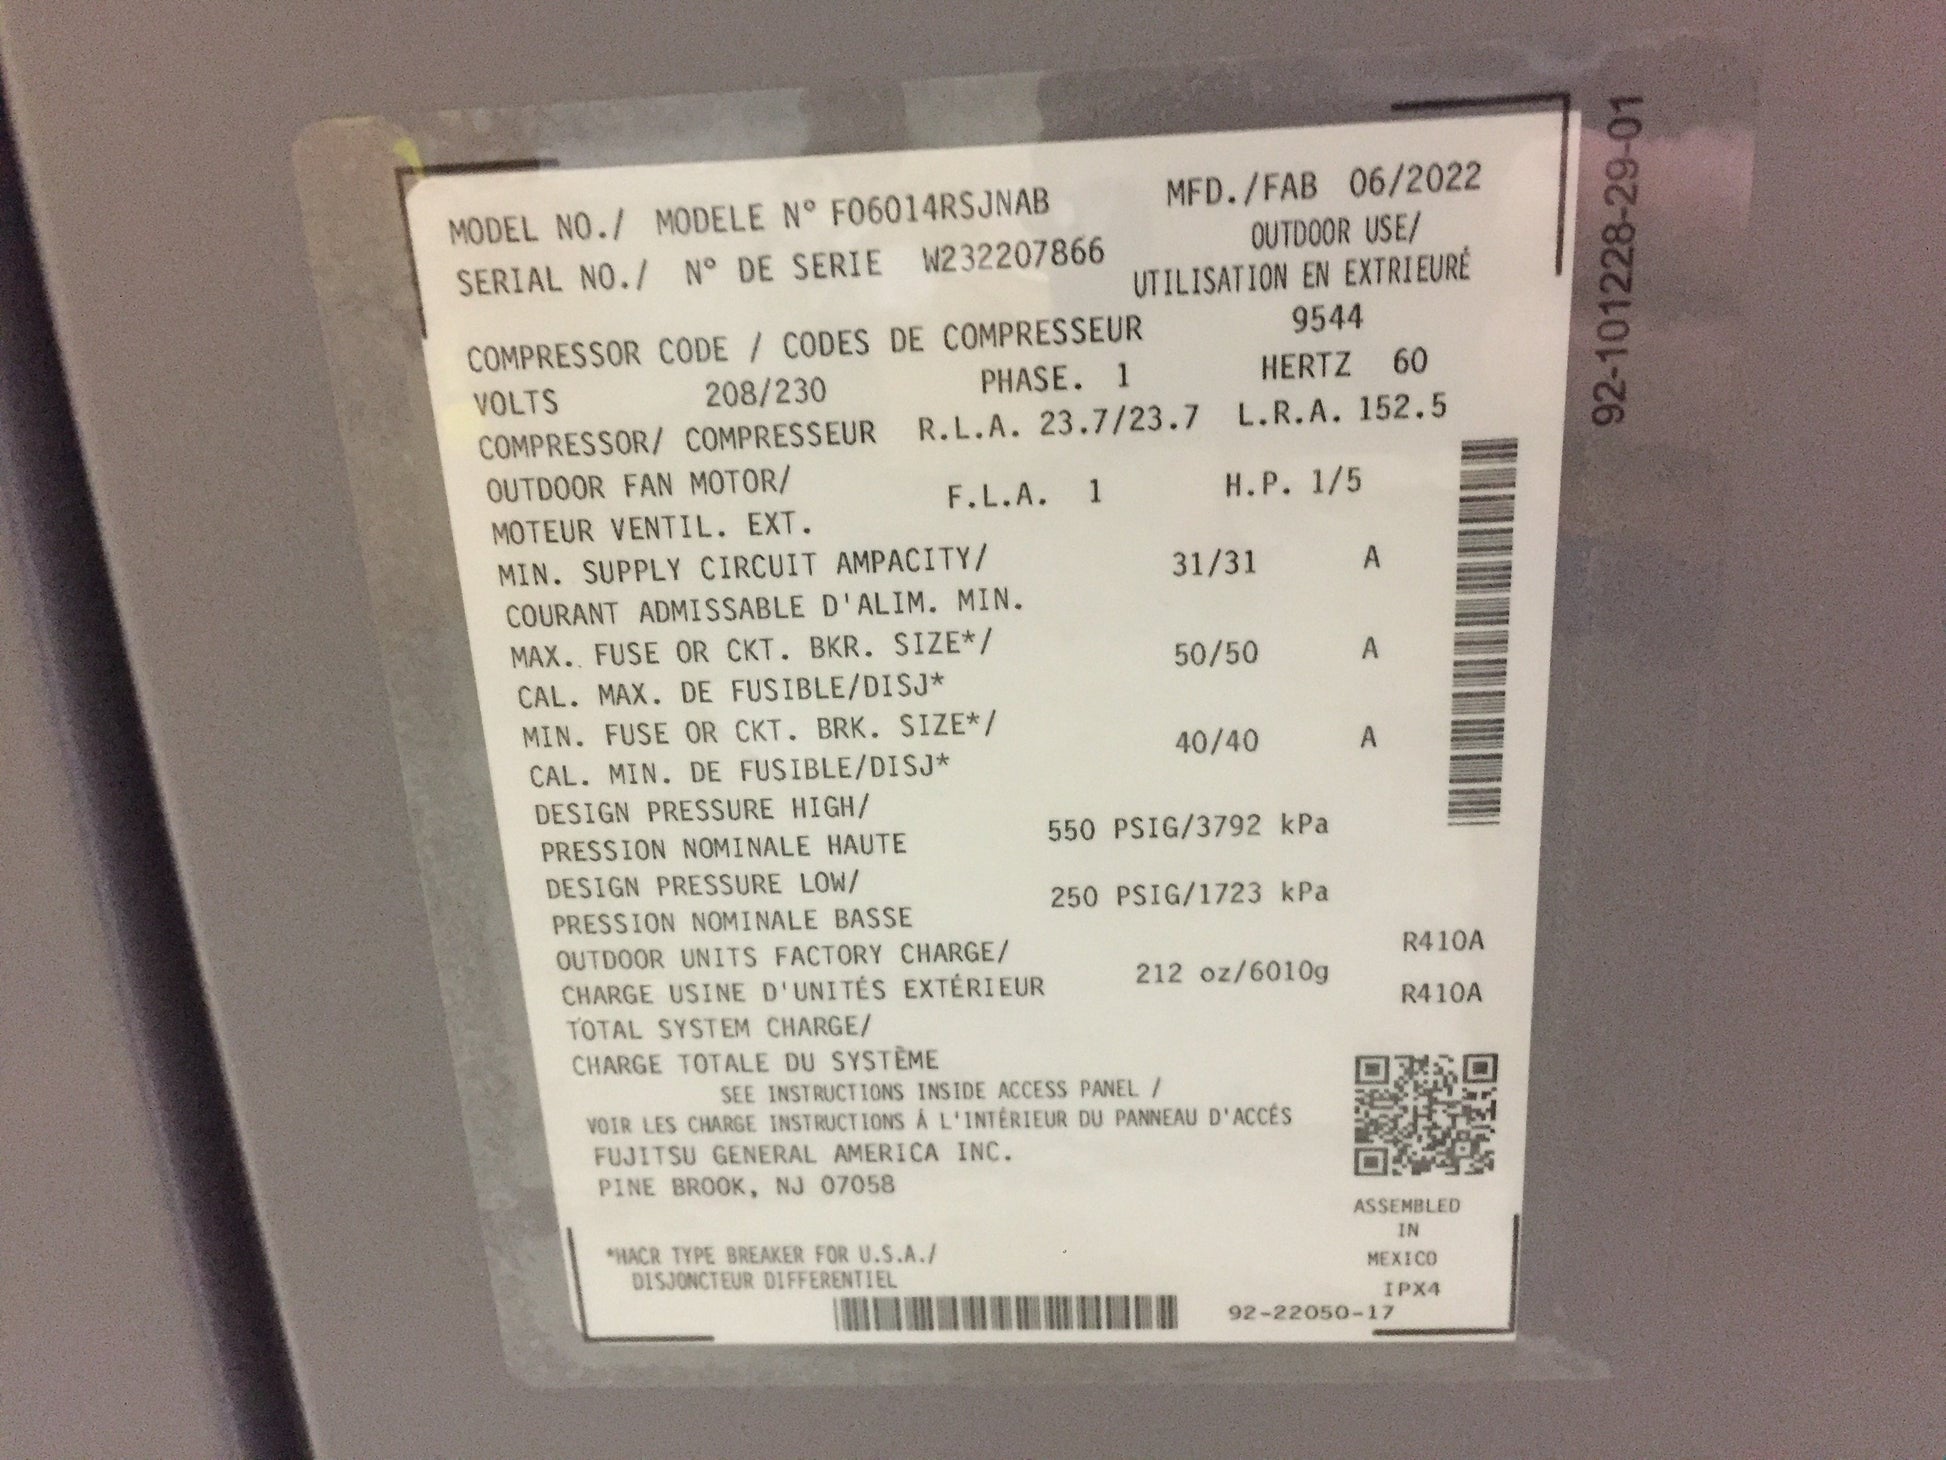 MODEL NO./ MODELE N° FO6014RSJNAB MFD./FAB 06/2022
OUTDOOR USE/
SERIAL NO./ N° DE SERIE W232207866
UTILISATION EN EXTRIEURÉ
COMPRESSOR CODE / CODES DE COMPRESSEUR 9544
VOLTS 208/230 PHASE. 1 HERTZ 60
COMPRESSOR/ COMPRESSEUR R.L.A. 23.7/23.7 L.R.A. 152.5
OUTDOOR FAN MOTOR/ F.L.A. 1 H.P. 1/5
MOTEUR VENTIL. EXT.
MIN. SUPPLY CIRCUIT AMPACITY/ 31/31 A
COURANT ADMISSABLE D'ALIM. MIN.
MAX. FUSE OR CKT. BKR. SIZE*/ 50/50 A
CAL. MAX. DE FUSIBLE/DISJ*
MIN. FUSE OR CKT. BRK. SIZE*/ 40/40 A
CAL. MIN. DE FUSIBLE/DISJ*
DESIGN PRESSURE HIGH/ 550 PSIG/3792 kPa
PRESSION NOMINALE HAUTE
DESIGN PRESSURE LOW/ 250 PSIG/1723 kPa
PRESSION NOMINALE BASSE
OUTDOOR UNITS FACTORY CHARGE/ R410A
CHARGE USINE D'UNITÉS EXTÉRIEUR 212 oz/6010g R410A
TOTAL SYSTEM CHARGE/
CHARGE TOTALE DU SYSTÈME
SEE INSTRUCTIONS INSIDE ACCESS PANEL /
VOIR LES CHARGE INSTRUCTIONS Á L'INTÉRIEUR DU PANNEAU D'ACCÉS
FUJITSU GENERAL AMERICA INC.
PINE BROOK, NJ 07058
ASSEMBLED
IN
MEXICO
IPX4
*HACR TYPE BREAKER FOR U.S.A./
DISJONCTEUR DIFFERENTIEL
92-22050-17
92-101228-29-01